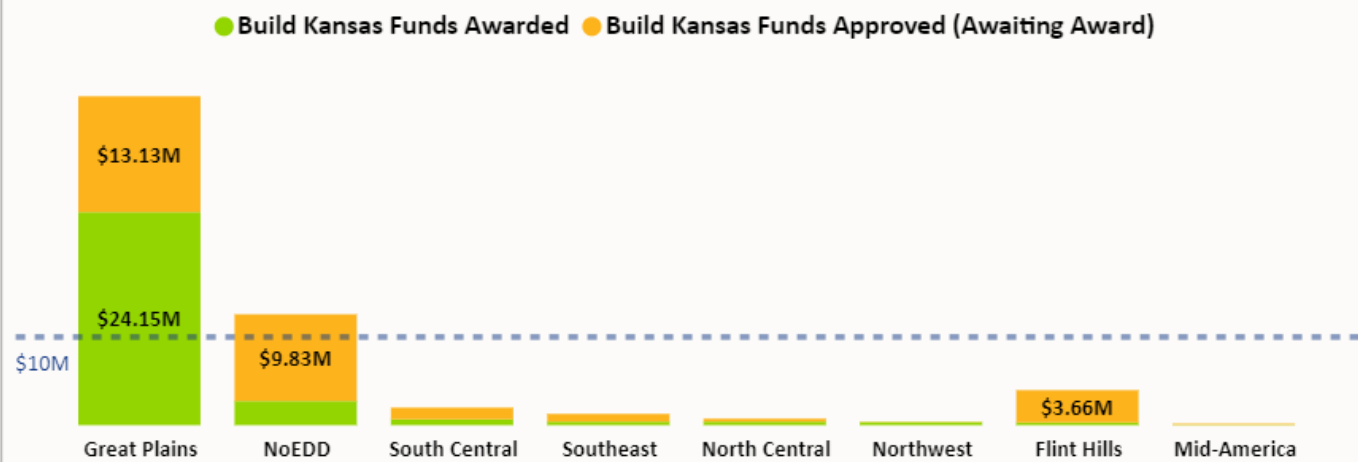 Build Kansas Funds Awarded Build Kansas Funds Approved (Awaiting Award)
$13.13M
$24.15M
$10M
$9.83M
$3.66M
Great Plains NoEDD South Central Southeast North Central Northwest Flint Hills Mid-America